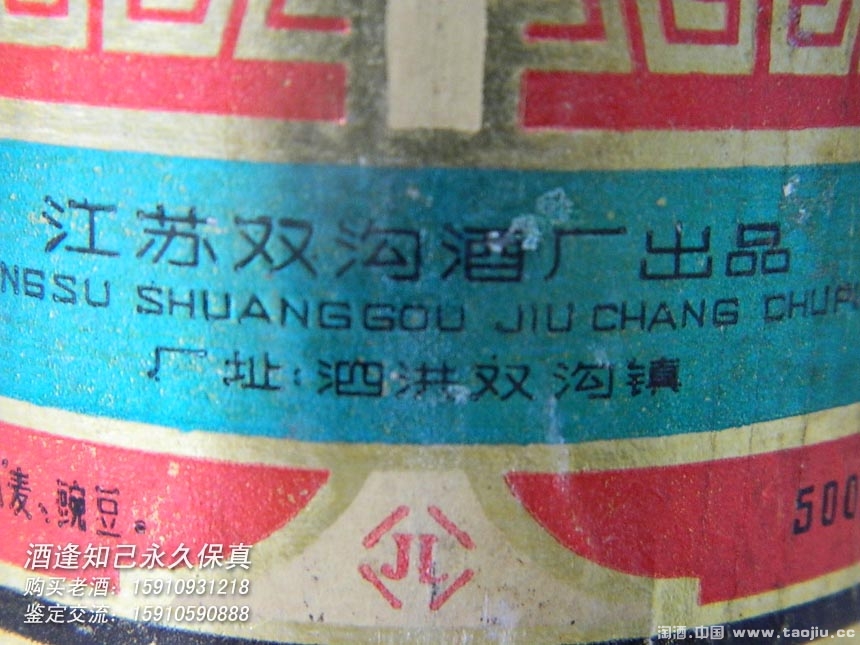 江苏双沟酒厂出品
NGSU SHUANGGOU JIU CHANG CHUP
厂址：泗洪双沟镇
麦、豌豆。
500
JL
酒逢知己永久保真
购买老酒：15910931218
鉴定交流：15910590888
淘酒.中国 www.taojiu.cc